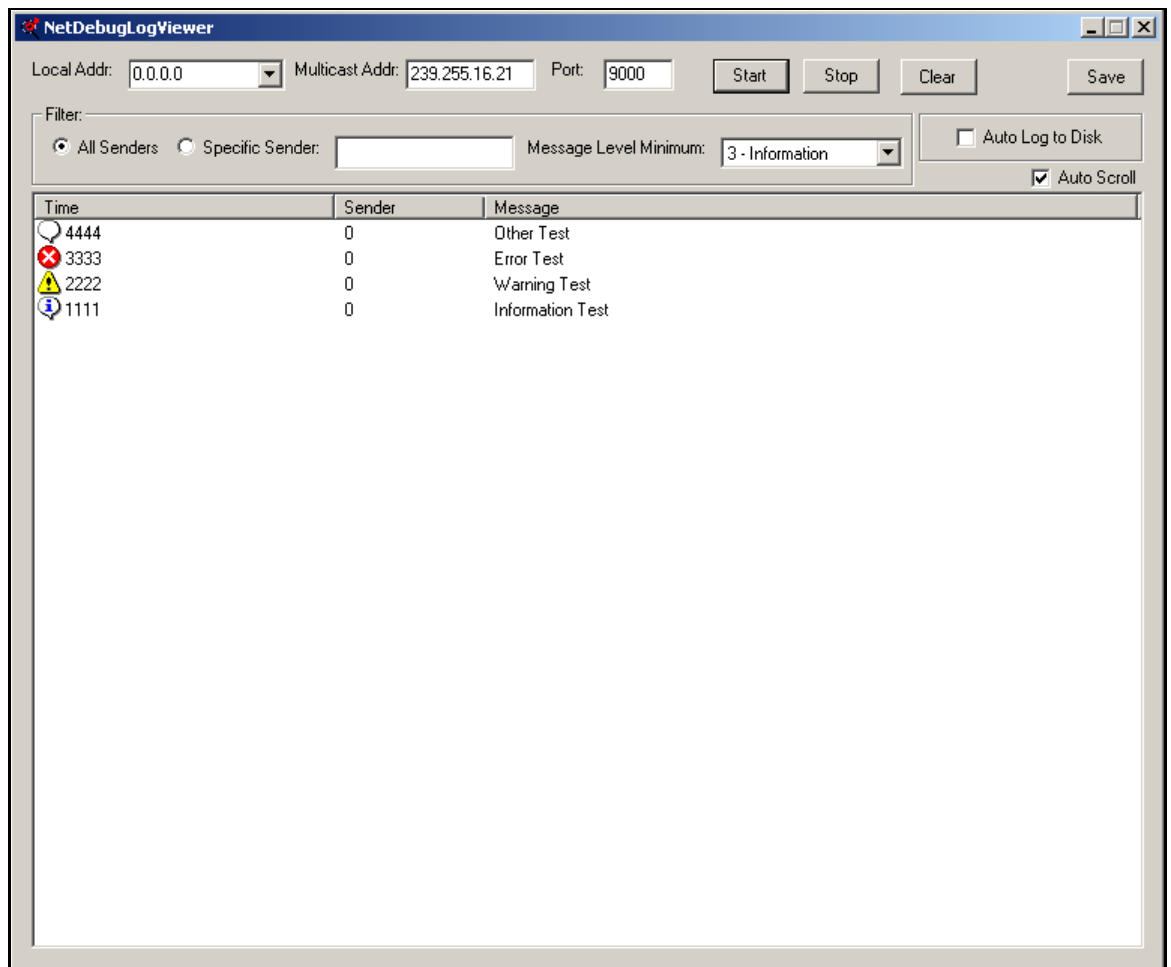 NetDebugLogViewer
Local Addr: 0.0.0.0 Multicast Addr: 239.255.16.21 Port: 9000 Start Stop Clear Save
Filter:
All Senders Specific Sender: Message Level Minimum: 3 - Information Auto Log to Disk
Auto Scroll
Time Sender Message
4444 0 Other Test
3333 0 Error Test
2222 0 Warning Test
1111 0 Information Test